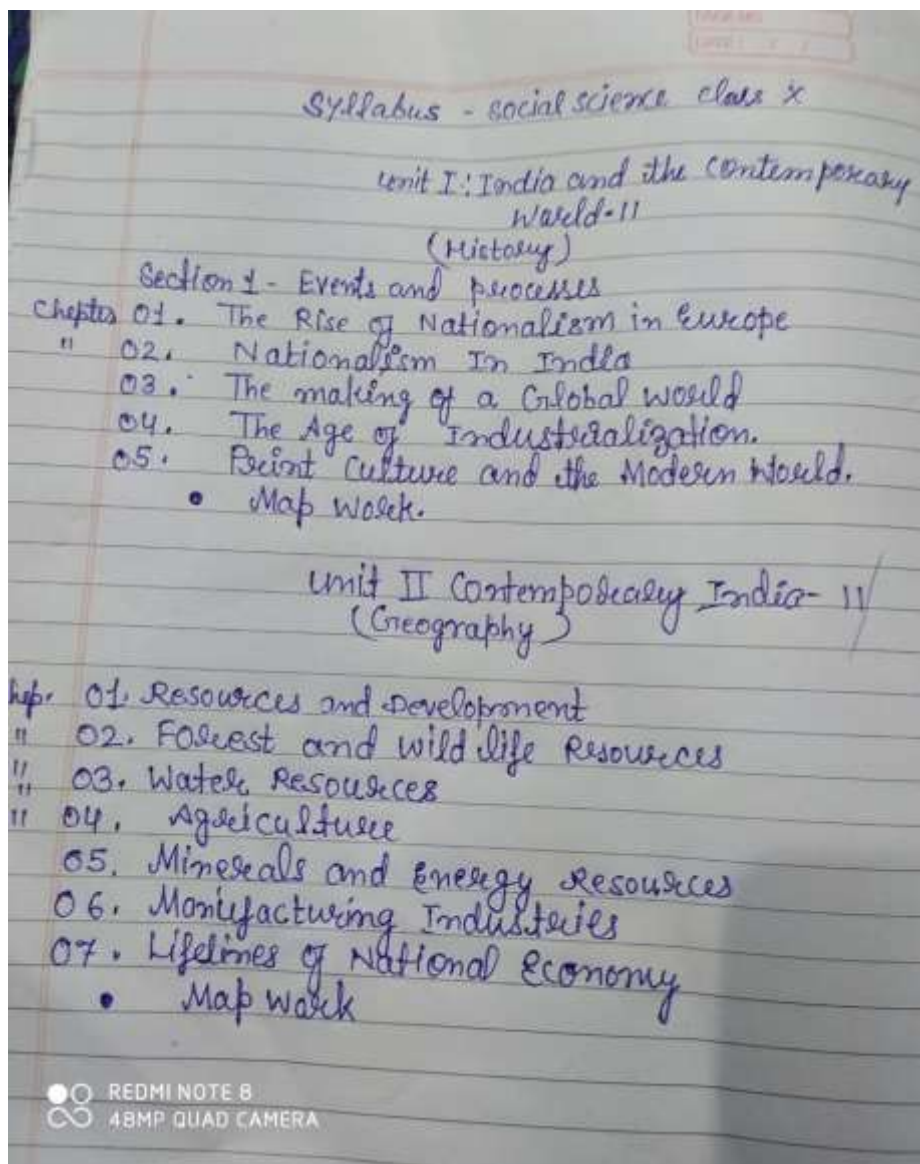 Syllabus - social science class X
Unit I: India and the Contemporary
World-II
(History)
Section 1 - Events and processes
Chepter 01. The Rise of Nationalism in Europe
" 02. Nationalism In India
03. The making of a Global world
04. The Age of Industrialization.
05. Print Culture and the Modern World.
• Map Work.
Unit II Contemporary India- II
(Geography)
hap. 01. Resources and Development
" 02. Forest and wild life Resources
" 03. Water Resources
" 04. Agriculture
05. Minerals and Energy Resources
06. Manufacturing Industries
07. Lifelines of National Economy
• Map work
REDMI NOTE 8
48MP QUAD CAMERA